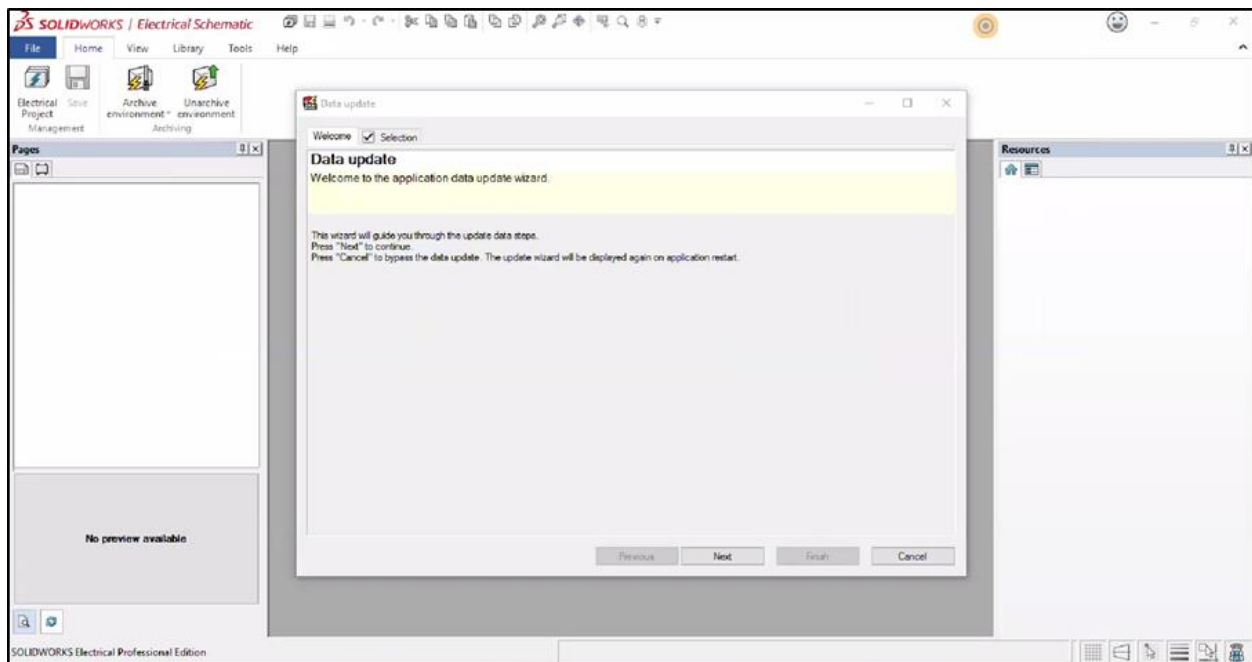 SOLIDWORKS | Electrical Schematic
File Home View Library Tools Help
Electrical Project
Save
Archive environment
Unarchive environment
Management
Archiving
Pages
No preview available
Data update
Welcome Selection
Data update
Welcome to the application data update wizard.
This wizard will guide you through the update data steps.
Press "Next" to continue.
Press "Cancel" to bypass the data update. The update wizard will be displayed again on application restart.
Previous Next Finish Cancel
Resources
SOLIDWORKS Electrical Professional Edition